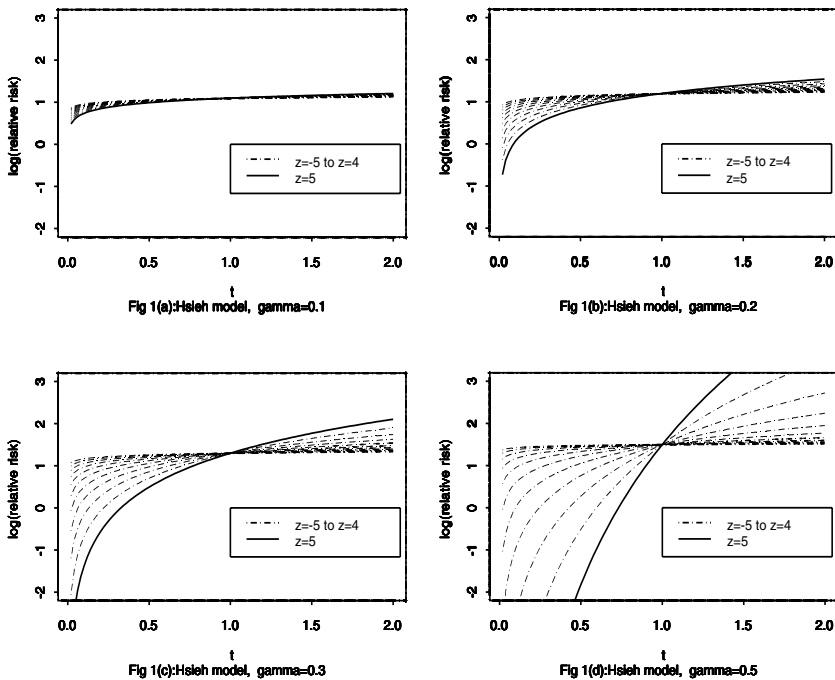 3
2
1
0
-1
-2
log(relative risk)
z=-5 to z=4
z=5
0.0 0.5 1.0 1.5 2.0
t
Fig 1(a):Hsieh model, gamma=0.1
3
2
1
0
-1
-2
log(relative risk)
z=-5 to z=4
z=5
0.0 0.5 1.0 1.5 2.0
t
Fig 1(b):Hsieh model, gamma=0.2
3
2
1
0
-1
-2
log(relative risk)
z=-5 to z=4
z=5
0.0 0.5 1.0 1.5 2.0
t
Fig 1(c):Hsieh model, gamma=0.3
3
2
1
0
-1
-2
log(relative risk)
z=-5 to z=4
z=5
0.0 0.5 1.0 1.5 2.0
t
Fig 1(d):Hsieh model, gamma=0.5